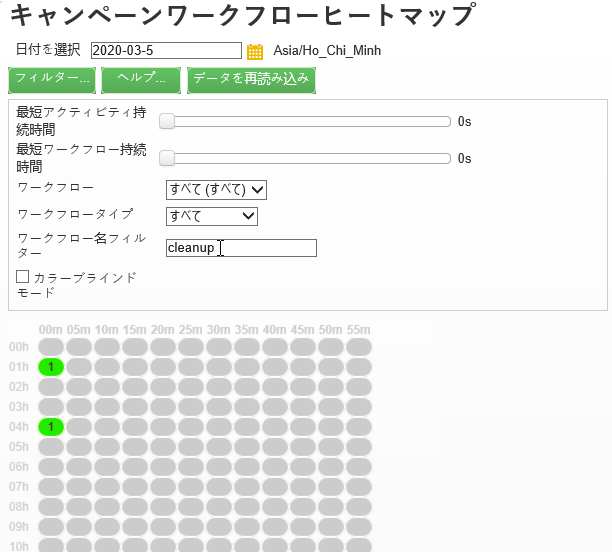 キャンペーンワークフローヒートマップ
日付を選択 2020-03-5 Asia/Ho_Chi_Minh
フィルター... ヘルプ... データを再読み込み
最短アクティビティ持
続時間 0s
最短ワークフロー持続
時間 0s
ワークフロー すべて (すべて)
ワークフロータイプ すべて
ワークフロー名フィル
ター cleanup
カラーブラインド
モード
00m 05m 10m 15m 20m 25m 30m 35m 40m 45m 50m 55m
00h
01h 1
02h
03h
04h 1
05h
06h
07h
08h
09h
10h